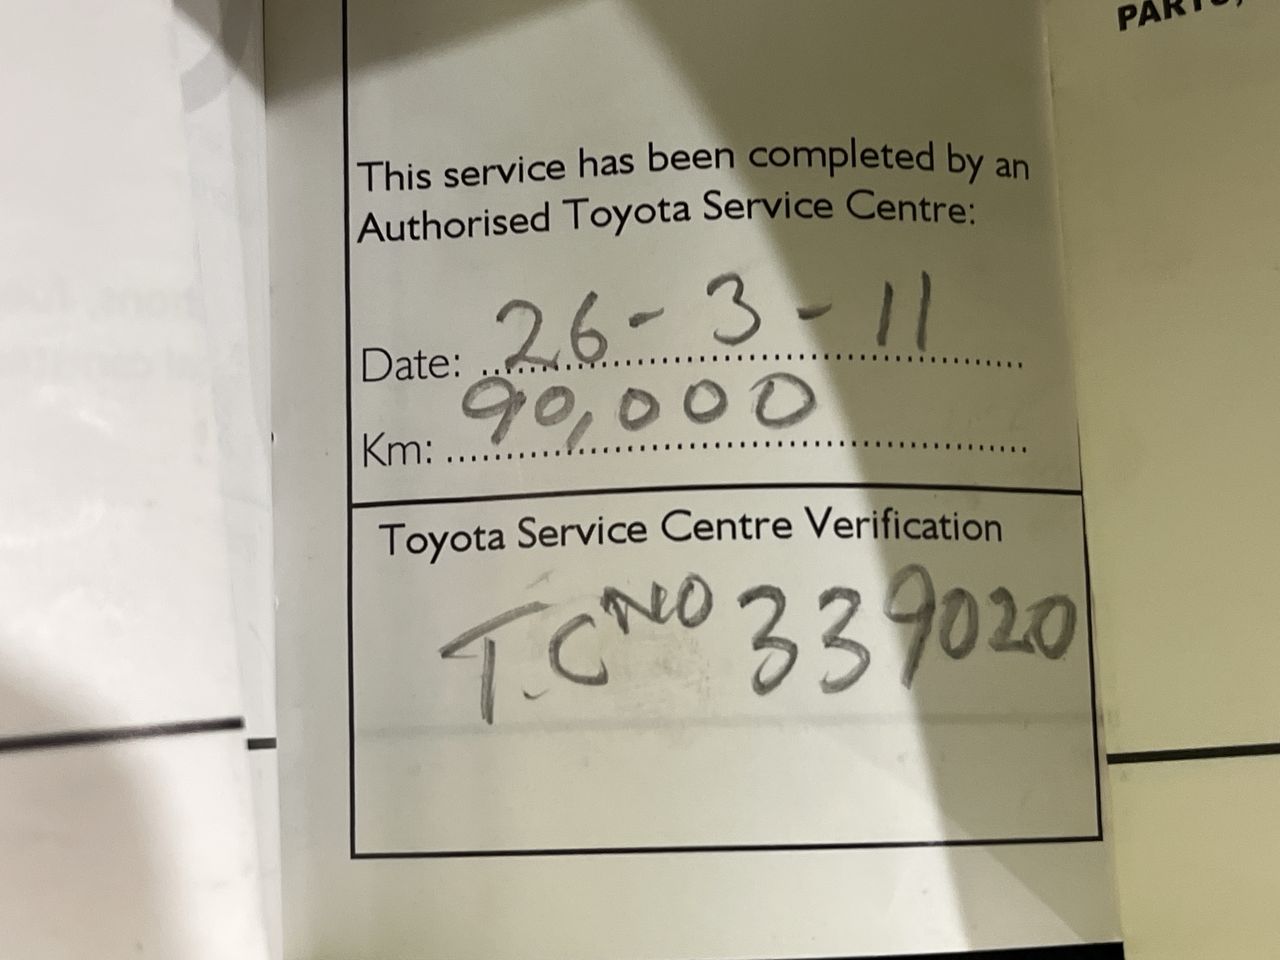 This service has been completed by an
Authorised Toyota Service Centre:
Date: 26-3-11
Km: 90,000
Toyota Service Centre Verification
T.C NO 339020